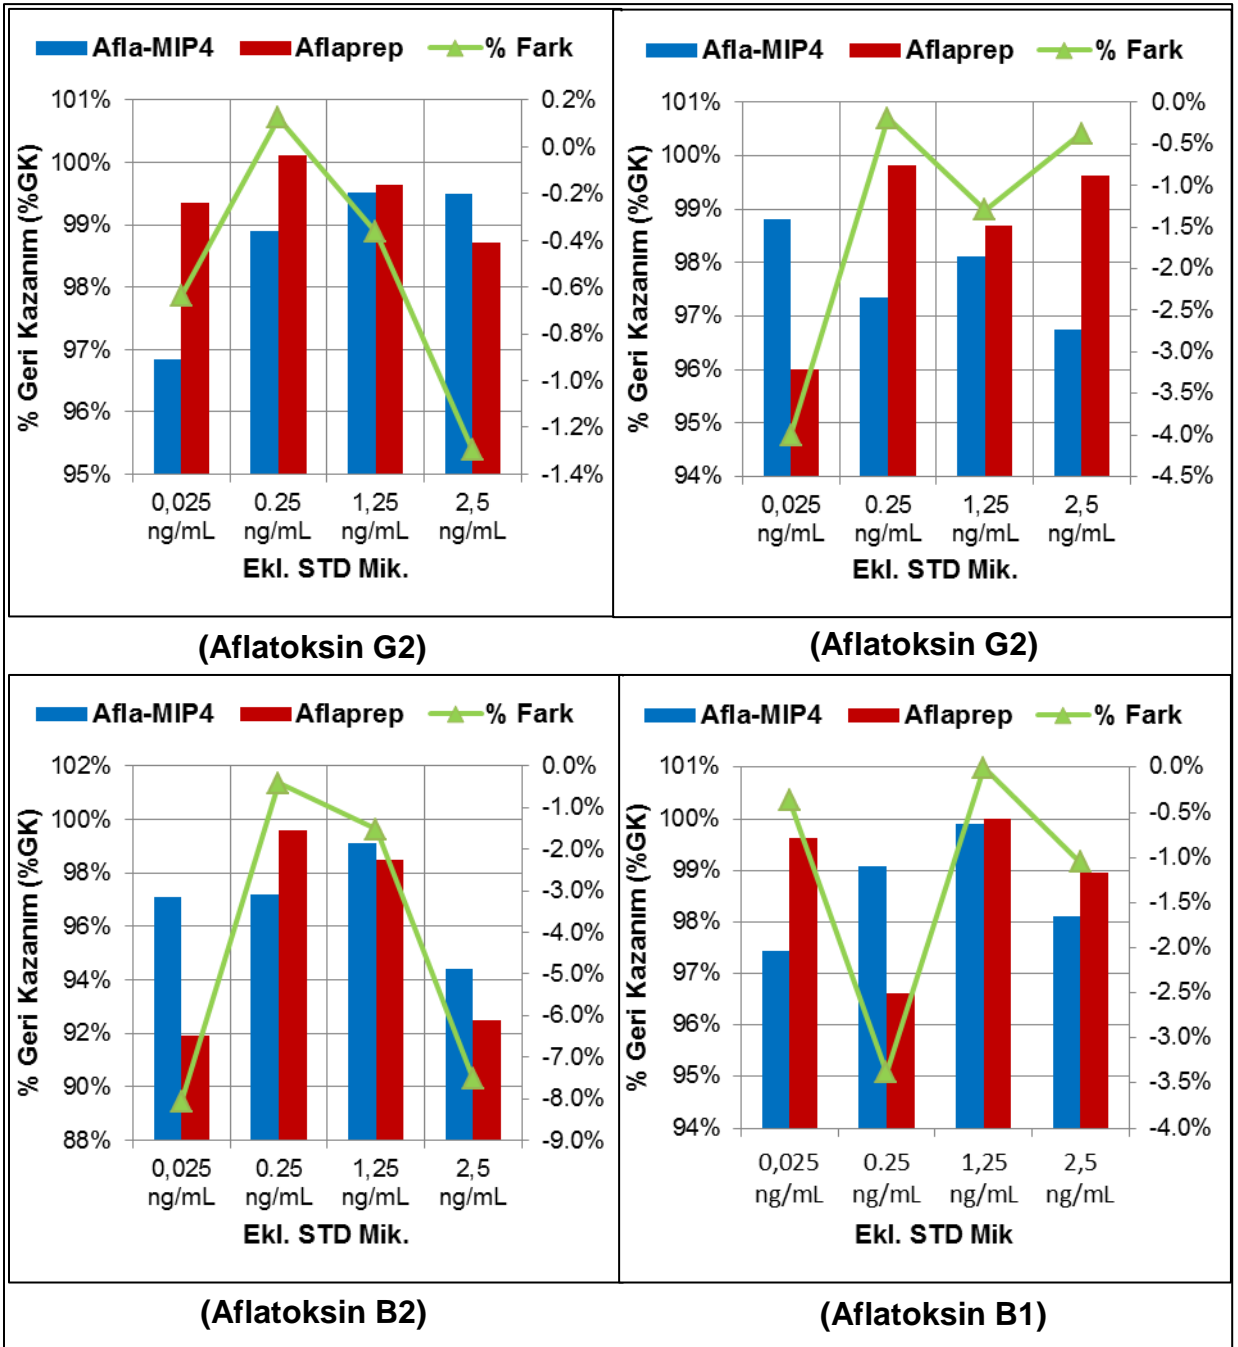 Afla-MIP4 Aflaprep % Fark
% Geri Kazanım (%GK)
101%
100%
99%
98%
97%
96%
95%
0.2%
0.0%
-0.2%
-0.4%
-0.6%
-0.8%
-1.0%
-1.2%
-1.4%
0,025 0.25 1,25 2,5
ng/mL ng/mL ng/mL ng/mL
Ekl. STD Mik.
(Aflatoksin G2)
Afla-MIP4 Aflaprep % Fark
% Geri Kazanım (%GK)
101%
100%
99%
98%
97%
96%
95%
94%
0.0%
-0.5%
-1.0%
-1.5%
-2.0%
-2.5%
-3.0%
-3.5%
-4.0%
-4.5%
0,025 0.25 1,25 2,5
ng/mL ng/mL ng/mL ng/mL
Ekl. STD Mik.
(Aflatoksin G2)
Afla-MIP4 Aflaprep % Fark
% Geri Kazanım (%GK)
102%
100%
98%
96%
94%
92%
90%
88%
0.0%
-1.0%
-2.0%
-3.0%
-4.0%
-5.0%
-6.0%
-7.0%
-8.0%
-9.0%
0,025 0.25 1,25 2,5
ng/mL ng/mL ng/mL ng/mL
Ekl. STD Mik.
(Aflatoksin B2)
Afla-MIP4 Aflaprep % Fark
% Geri Kazanım (%GK)
101%
100%
99%
98%
97%
96%
95%
94%
0.0%
-0.5%
-1.0%
-1.5%
-2.0%
-2.5%
-3.0%
-3.5%
-4.0%
0,025 0.25 1,25 2,5
ng/mL ng/mL ng/mL ng/mL
Ekl. STD Mik
(Aflatoksin B1)